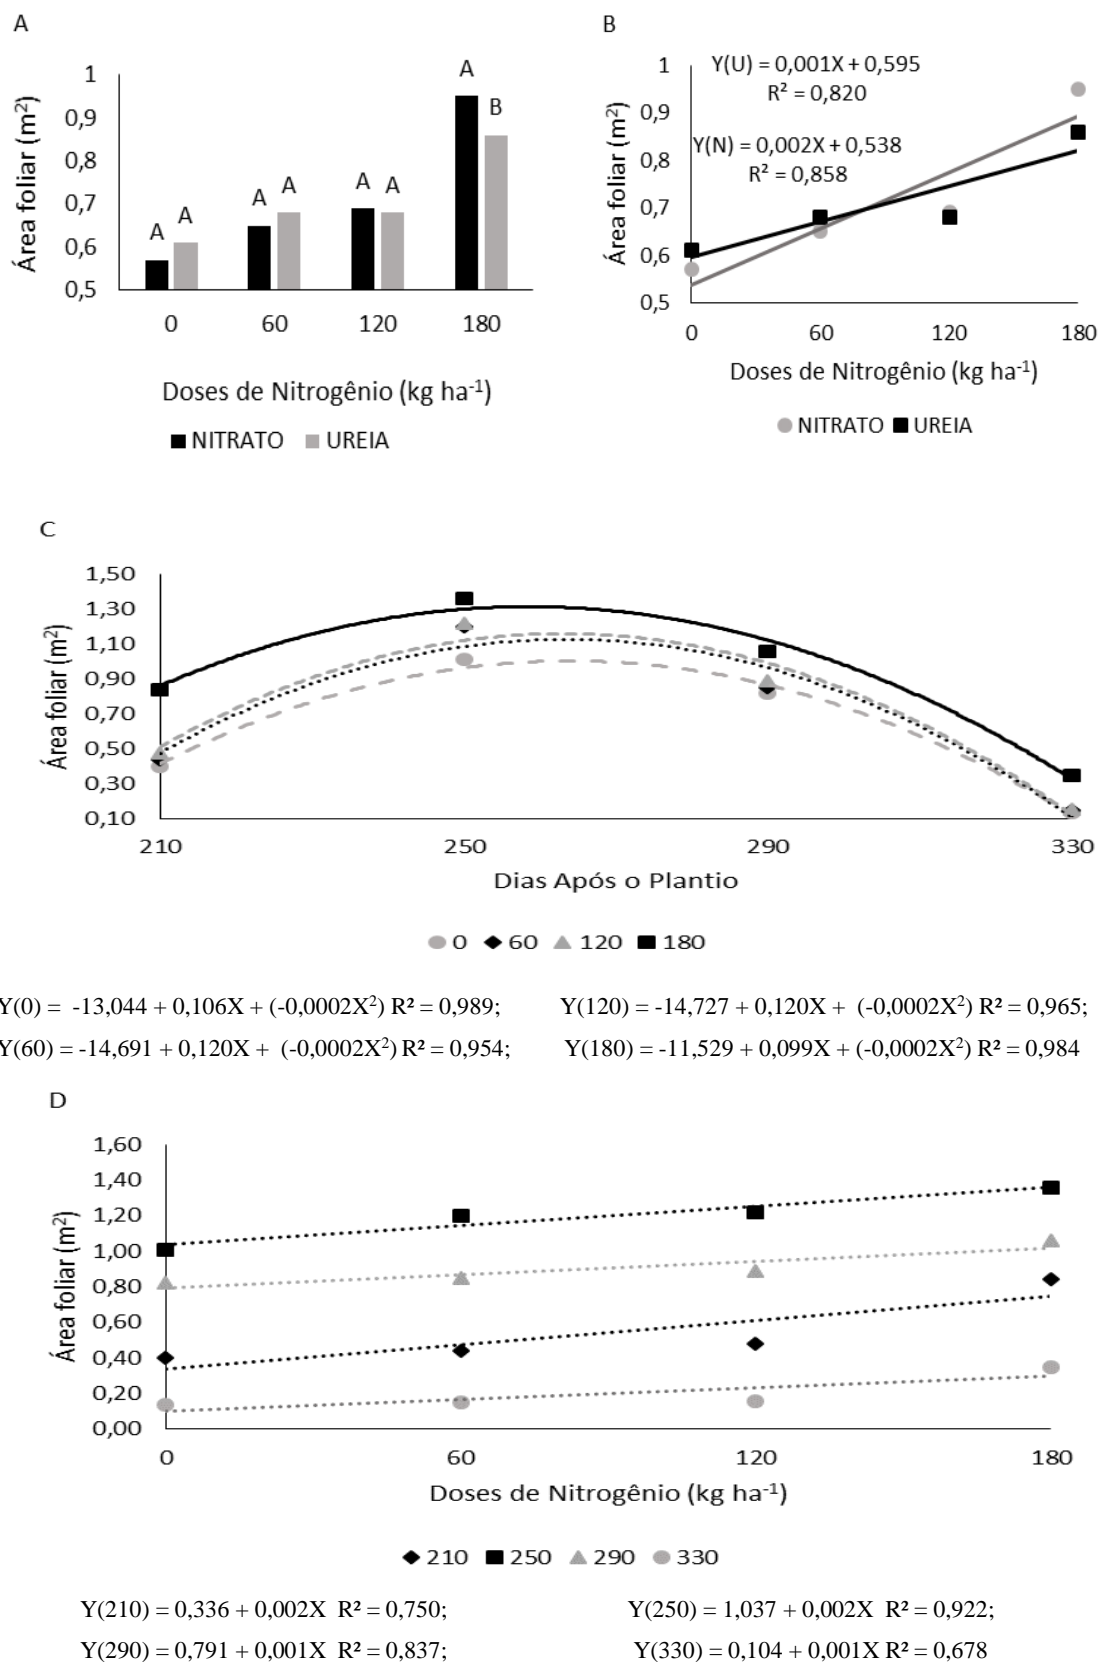 A
1
0,9
0,8
0,7
0,6
0,5
Área foliar (m²)
A A
A A
A A
A B
0 60 120 180
Doses de Nitrogênio (kg ha⁻¹)
NITRATO UREIA
B
Y(U) = 0,001X + 0,595
R² = 0,820
Y(N) = 0,002X + 0,538
R² = 0,858
1
0,9
0,8
0,7
0,6
0,5
Área foliar (m²)
0 60 120 180
Doses de Nitrogênio (kg ha⁻¹)
NITRATO UREIA
C
1,50
1,30
1,10
0,90
0,70
0,50
0,30
0,10
Área foliar (m²)
210 250 290 330
Dias Após o Plantio
0 60 120 180
Y(0) = -13,044 + 0,106X + (-0,0002X²) R² = 0,989; Y(120) = -14,727 + 0,120X + (-0,0002X²) R² = 0,965;
Y(60) = -14,691 + 0,120X + (-0,0002X²) R² = 0,954; Y(180) = -11,529 + 0,099X + (-0,0002X²) R² = 0,984
D
1,60
1,40
1,20
1,00
0,80
0,60
0,40
0,20
0,00
Área foliar (m²)
0 60 120 180
Doses de Nitrogênio (kg ha⁻¹)
210 250 290 330
Y(210) = 0,336 + 0,002X R² = 0,750; Y(250) = 1,037 + 0,002X R² = 0,922;
Y(290) = 0,791 + 0,001X R² = 0,837; Y(330) = 0,104 + 0,001X R² = 0,678